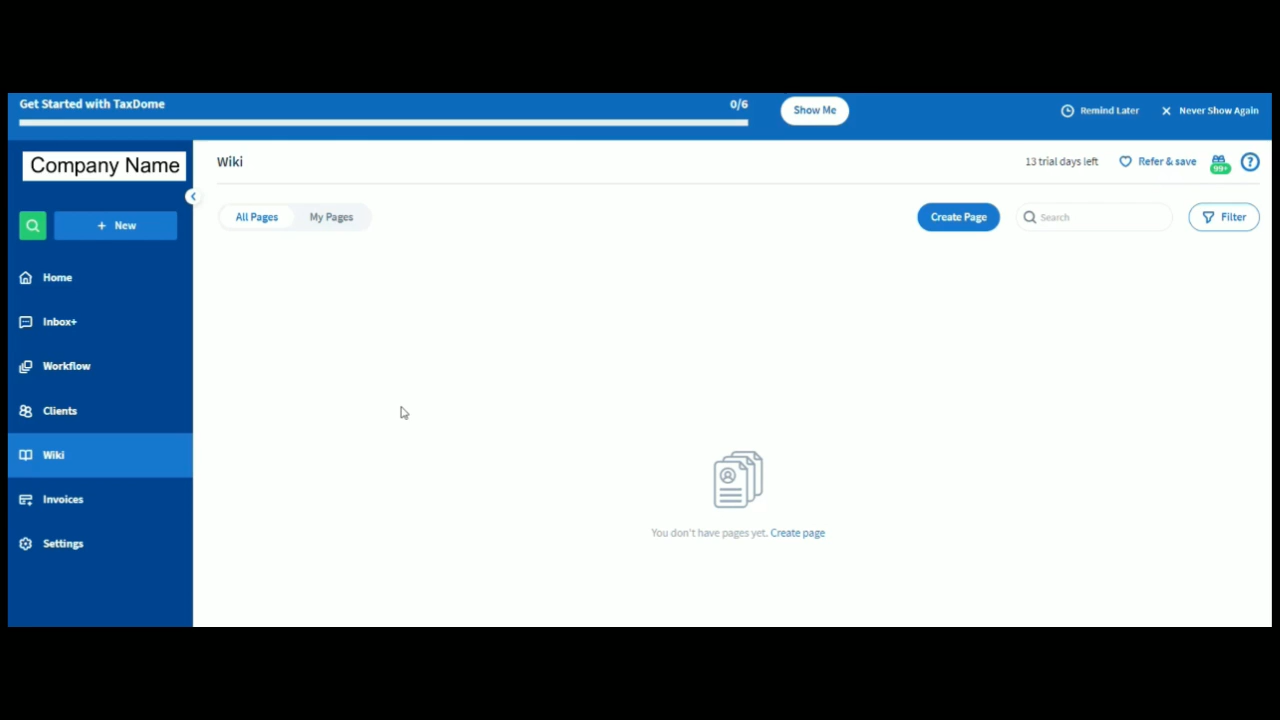 Get Started with TaxDome
0/6
Show Me
Remind Later
Never Show Again
Company Name
Wiki
13 trial days left
Refer & save
99+
?
New
All Pages
My Pages
Create Page
Search
Filter
Home
Inbox+
Workflow
Clients
Wiki
Invoices
Settings
You don't have pages yet. Create page